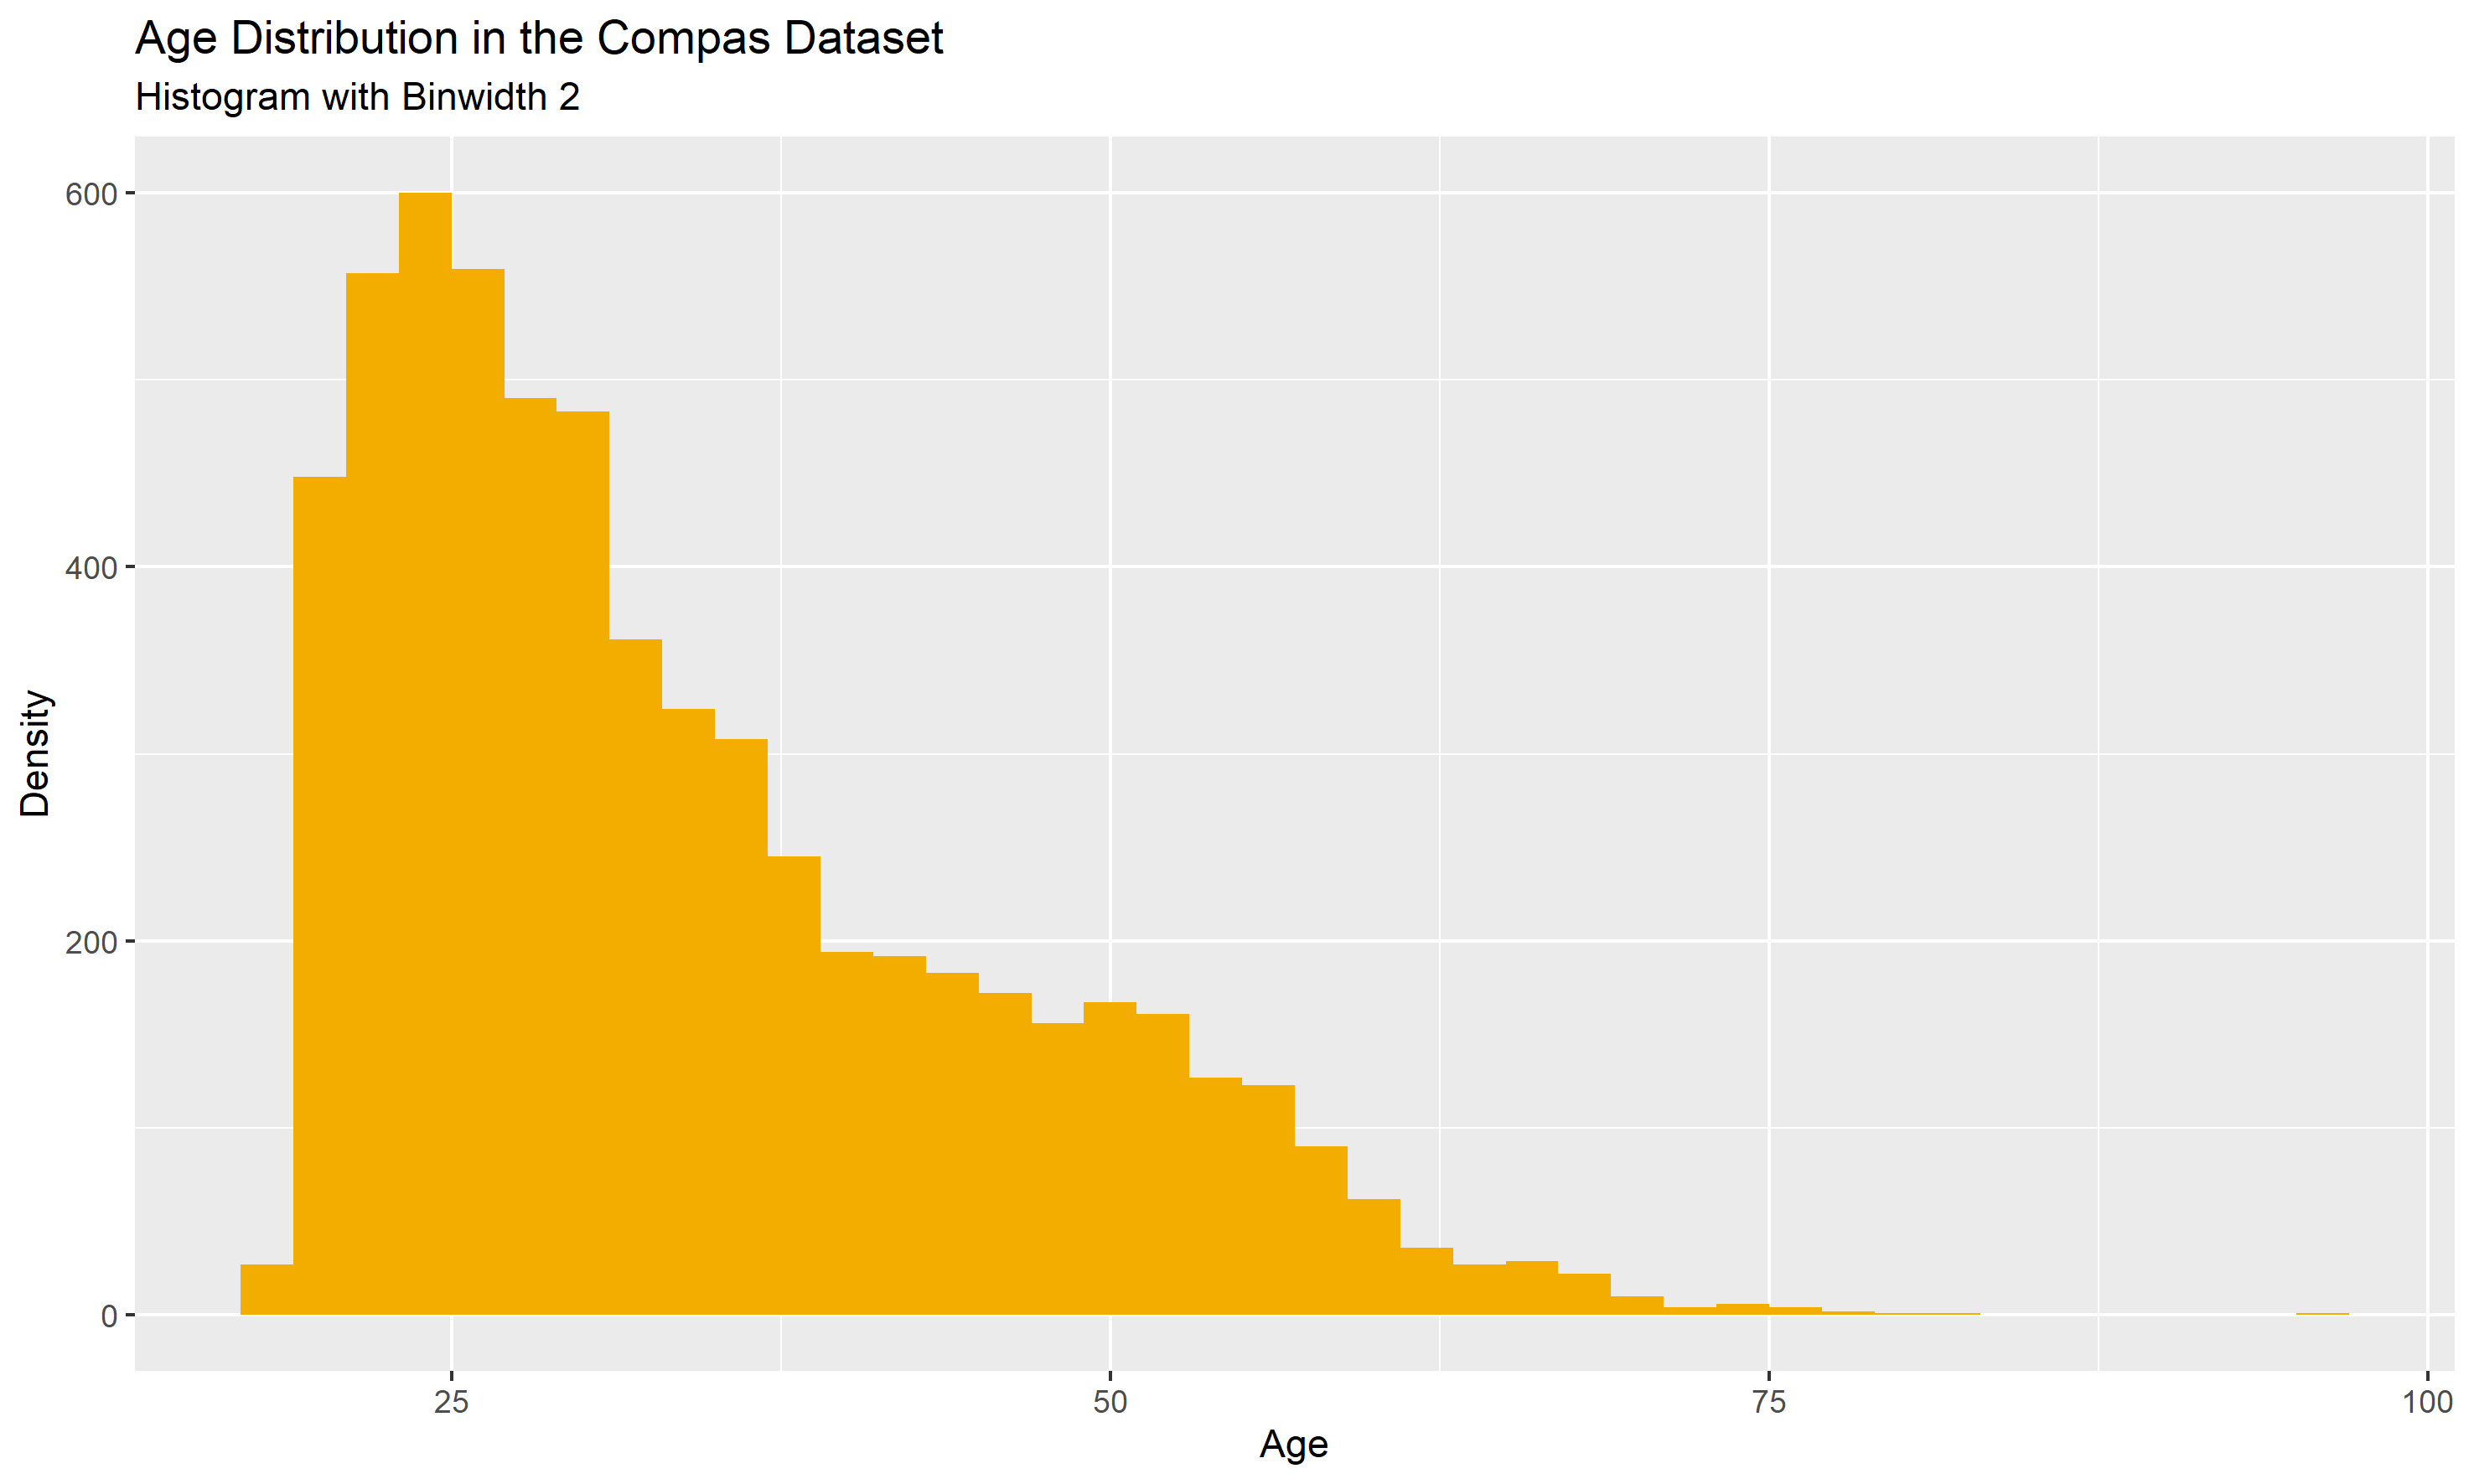 Age Distribution in the Compas Dataset
Histogram with Binwidth 2
600
400
200
0
Density
25
50
75
100
Age